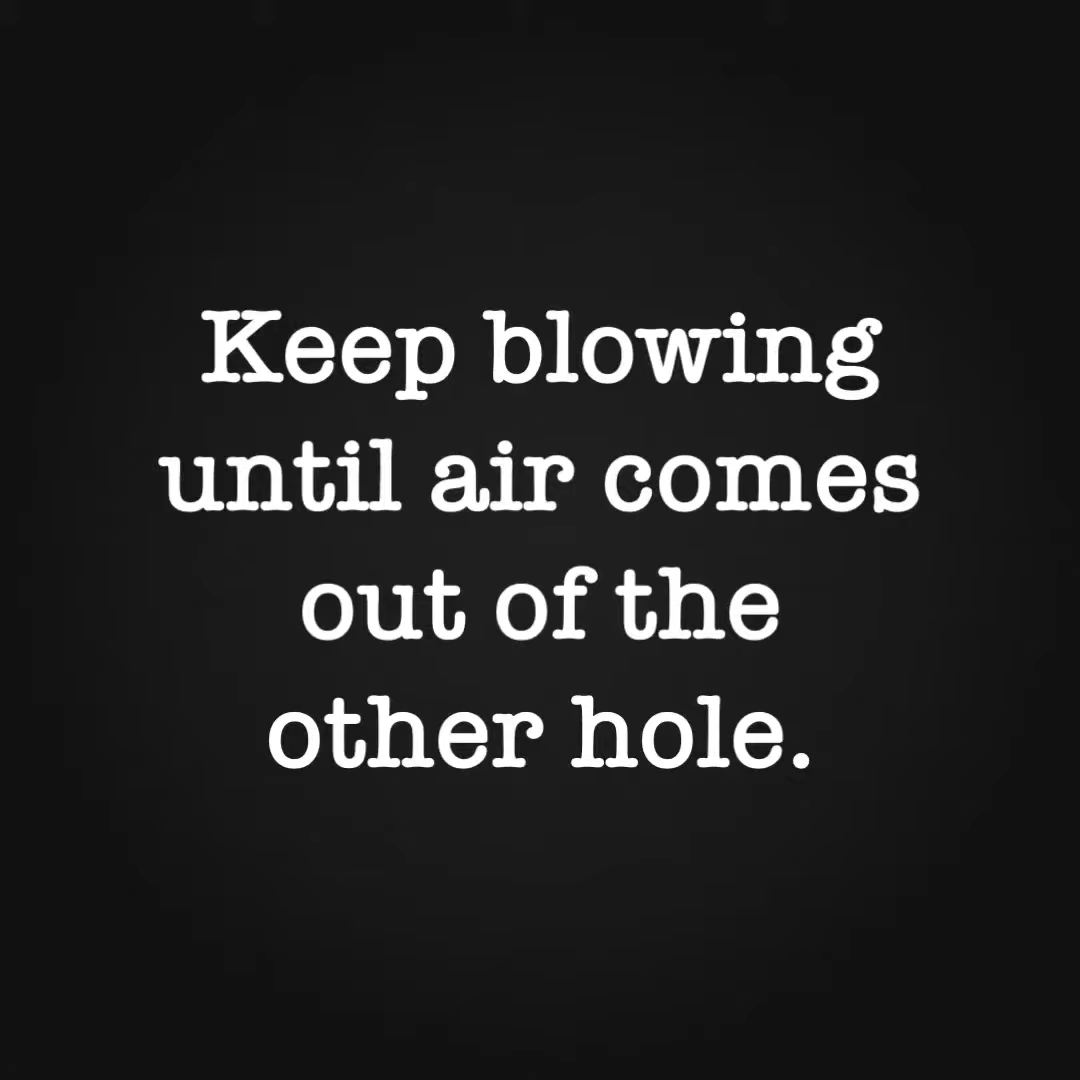 Keep blowing
until air comes
out of the
other hole.